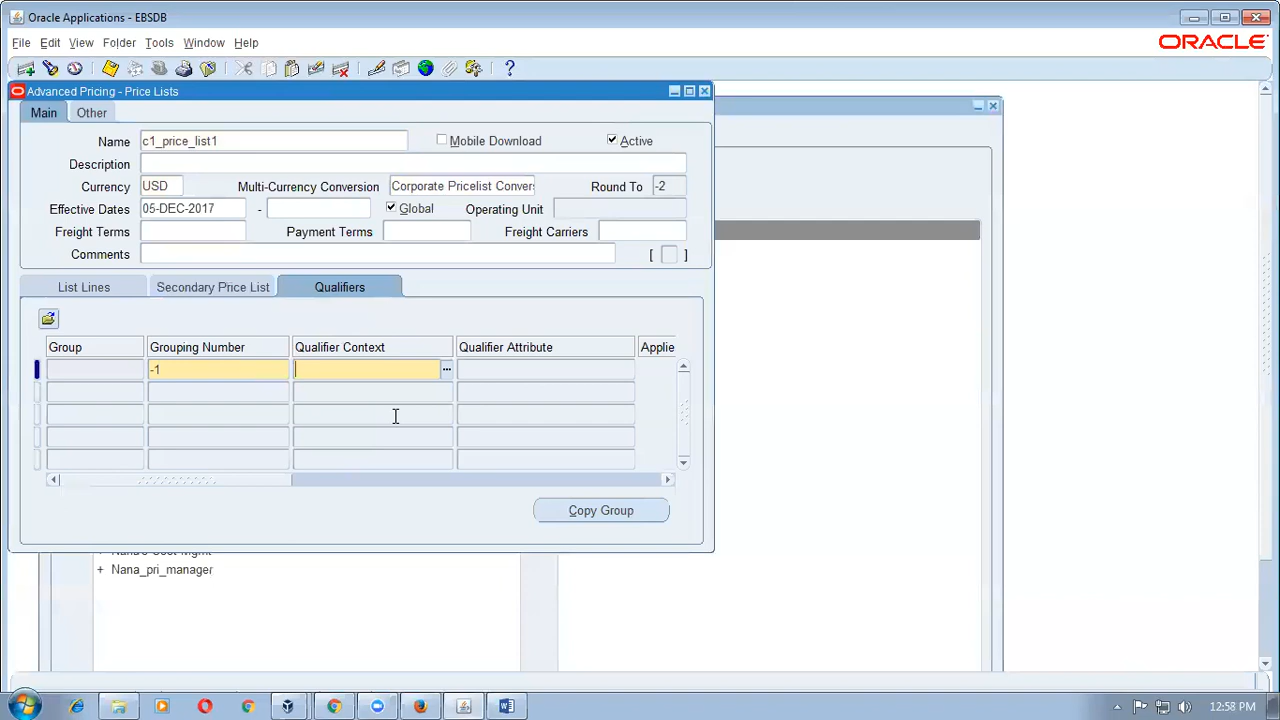 Oracle Applications - EBSDB
File Edit View Folder Tools Window Help
ORACLE
Advanced Pricing - Price Lists
Main Other
Name c1_price_list1 Mobile Download Active
Description
Currency USD Multi-Currency Conversion Corporate Pricelist Conver Round To -2
Effective Dates 05-DEC-2017 - Global Operating Unit
Freight Terms Payment Terms Freight Carriers
Comments [ ]
List Lines Secondary Price List Qualifiers
Group Grouping Number Qualifier Context Qualifier Attribute Applie
-1
Copy Group
+ Nana_pri_manager
12:58 PM